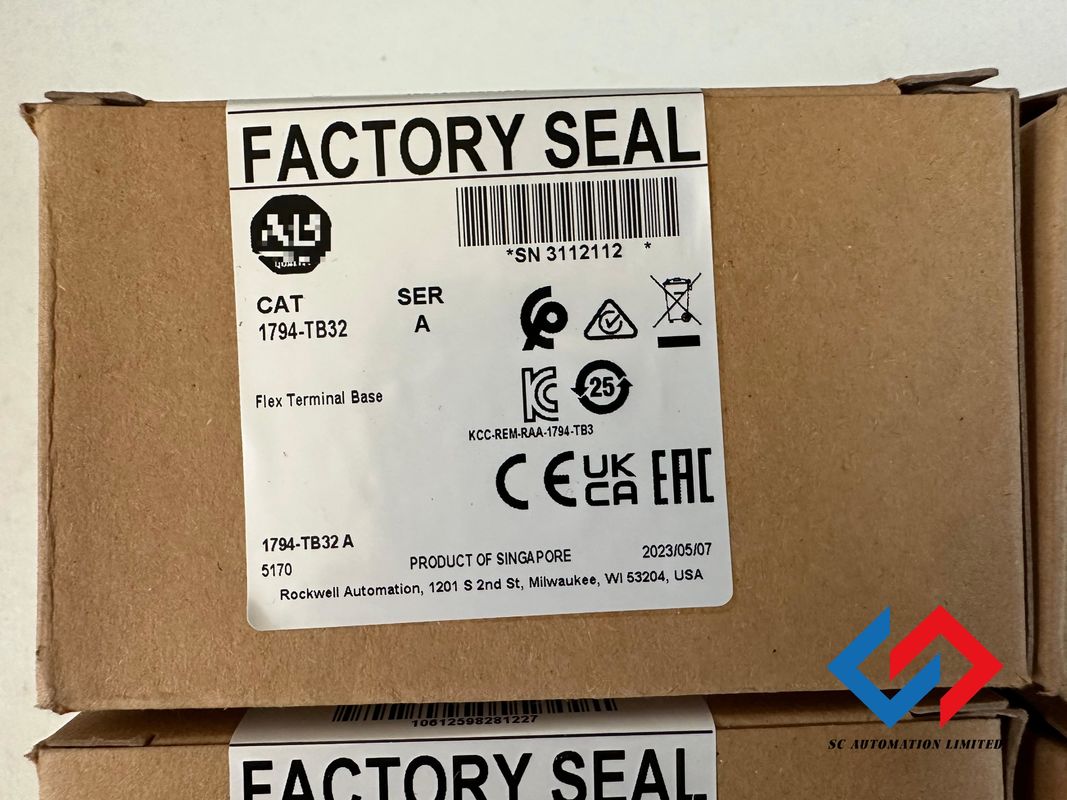 FACTORY SEAL
*SN 3112112 *
CAT
1794-TB32
SER
A
25
Flex Terminal Base
KCC-REM-RAA-1794-TB3
CE UK CA EAC
1794-TB32 A
5170
PRODUCT OF SINGAPORE
2023/05/07
Rockwell Automation, 1201 S 2nd St, Milwaukee, WI 53204, USA
SC AUTOMATION LIMITED
10612598281227
FACTORY SEAL